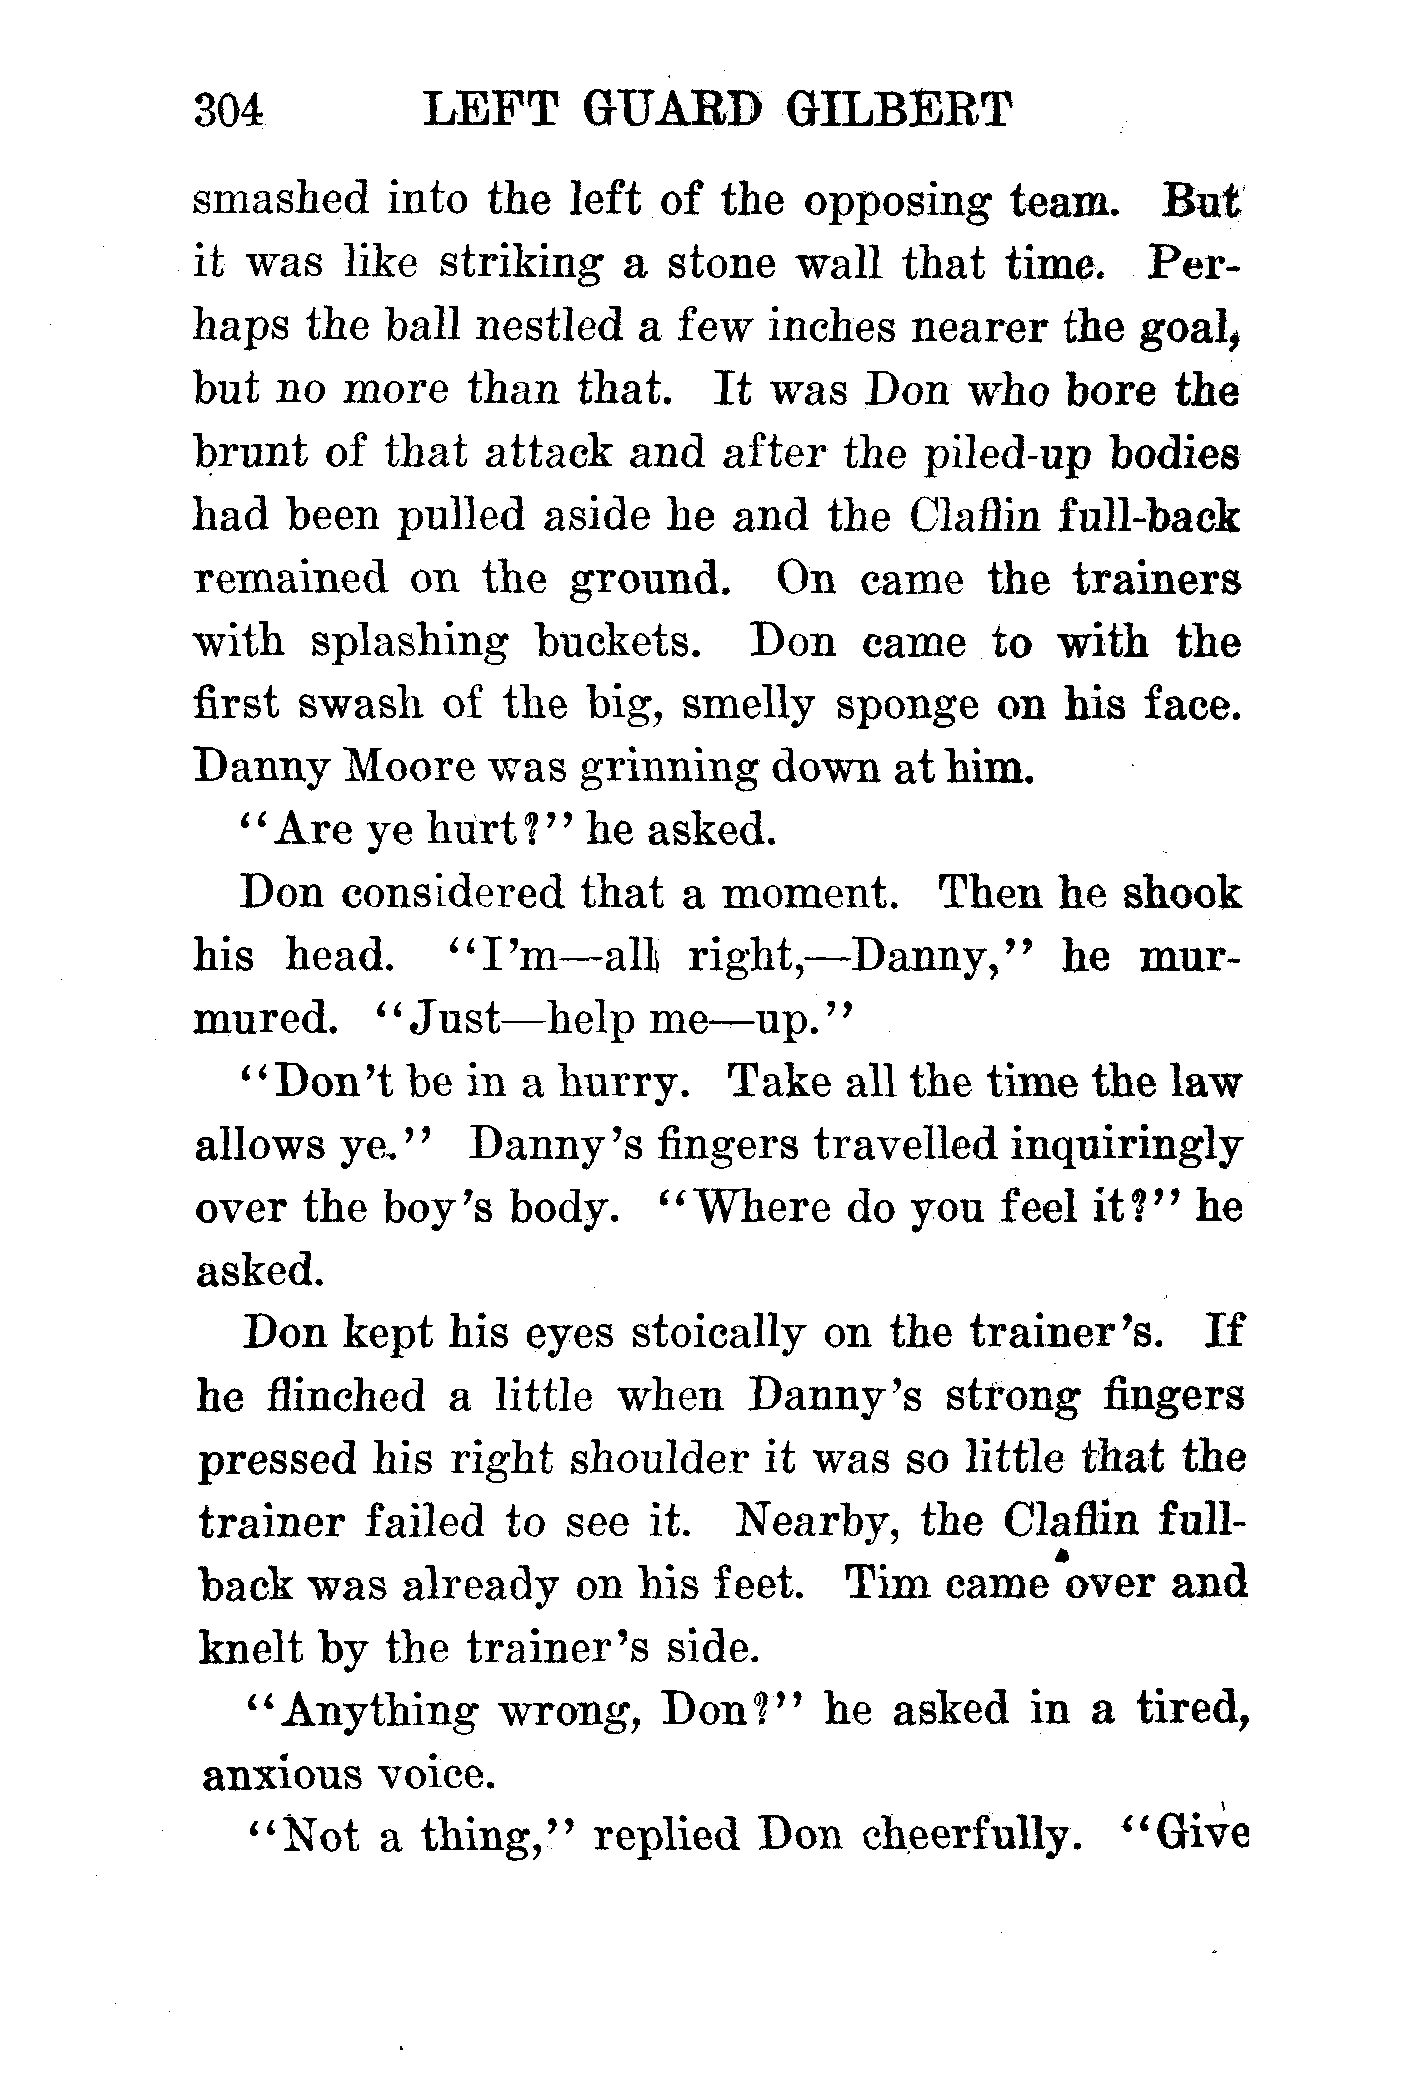 304 LEFT GUARD GILBERT
smashed into the left of the opposing team. But
it was like striking a stone wall that time. Per-
haps the ball nestled a few inches nearer the goal,
but no more than that. It was Don who bore the
brunt of that attack and after the piled-up bodies
had been pulled aside he and the Claflin full-back
remained on the ground. On came the trainers
with splashing buckets. Don came to with the
first swash of the big, smelly sponge on his face.
Danny Moore was grinning down at him.
"Are ye hurt?" he asked.
Don considered that a moment. Then he shook
his head. "I'm—all right,—Danny," he mur-
mured. "Just—help me—up."
"Don't be in a hurry. Take all the time the law
allows ye." Danny's fingers travelled inquiringly
over the boy's body. "Where do you feel it?" he
asked.
Don kept his eyes stoically on the trainer's. If
he flinched a little when Danny's strong fingers
pressed his right shoulder it was so little that the
trainer failed to see it. Nearby, the Claflin full-
back was already on his feet. Tim came over and
knelt by the trainer's side.
"Anything wrong, Don?" he asked in a tired,
anxious voice.
"Not a thing," replied Don cheerfully. "Give